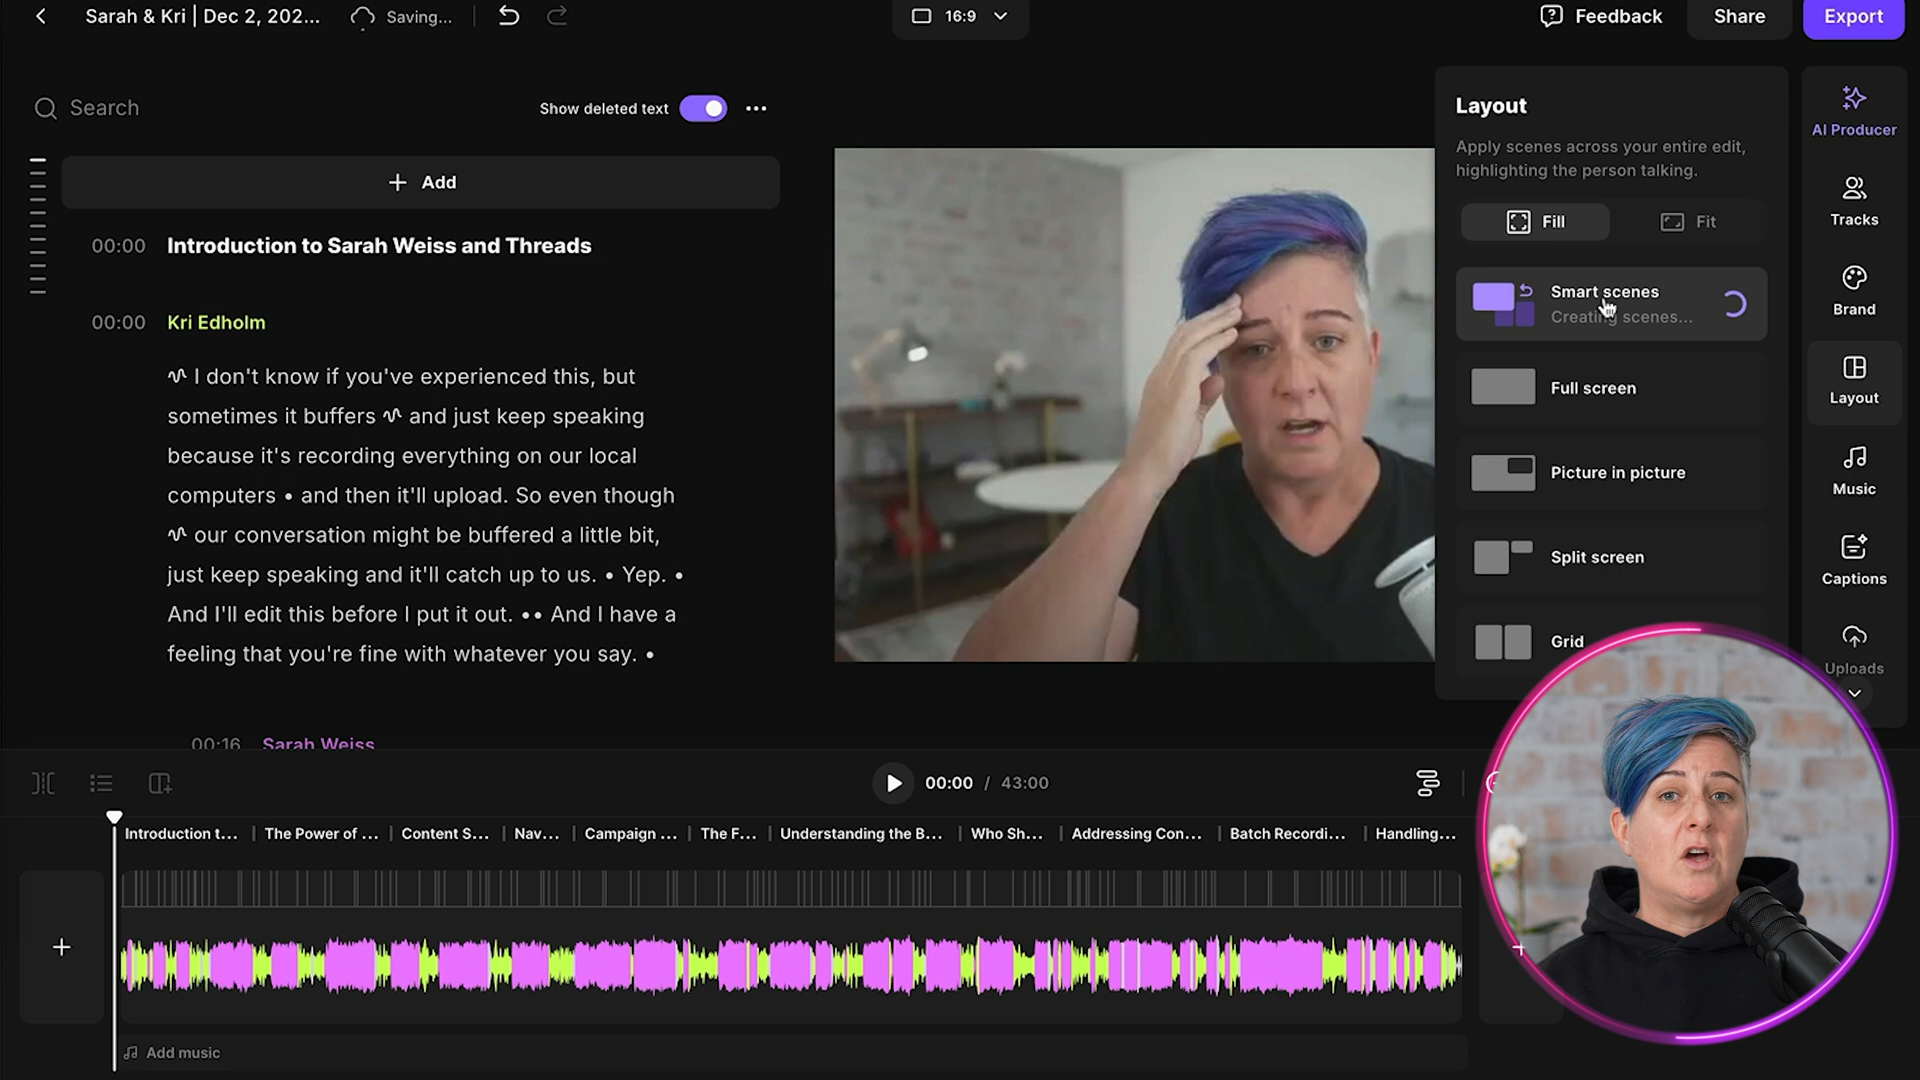 Sarah & Kri | Dec 2, 202...
Saving...
16:9
Feedback
Share
Export
Search
Show deleted text
Add
00:00 Introduction to Sarah Weiss and Threads
00:00 Kri Edholm
I don't know if you've experienced this, but
sometimes it buffers and just keep speaking
because it's recording everything on our local
computers • and then it'll upload. So even though
our conversation might be buffered a little bit,
just keep speaking and it'll catch up to us. • Yep. •
And I'll edit this before I put it out. •• And I have a
feeling that you're fine with whatever you say. •
00:16 Sarah Weiss
Layout
Apply scenes across your entire edit,
highlighting the person talking.
Fill
Fit
Smart scenes
Creating scenes...
Full screen
Picture in picture
Split screen
Grid
AI Producer
Tracks
Brand
Layout
Music
Captions
Uploads
00:00 / 43:00
Introduction t... | The Power of ... | Content S... | Nav... | Campaign ... | The F... | Understanding the B... | Who Sh... | Addressing Con... | Batch Recordi... | Handling...
Add music